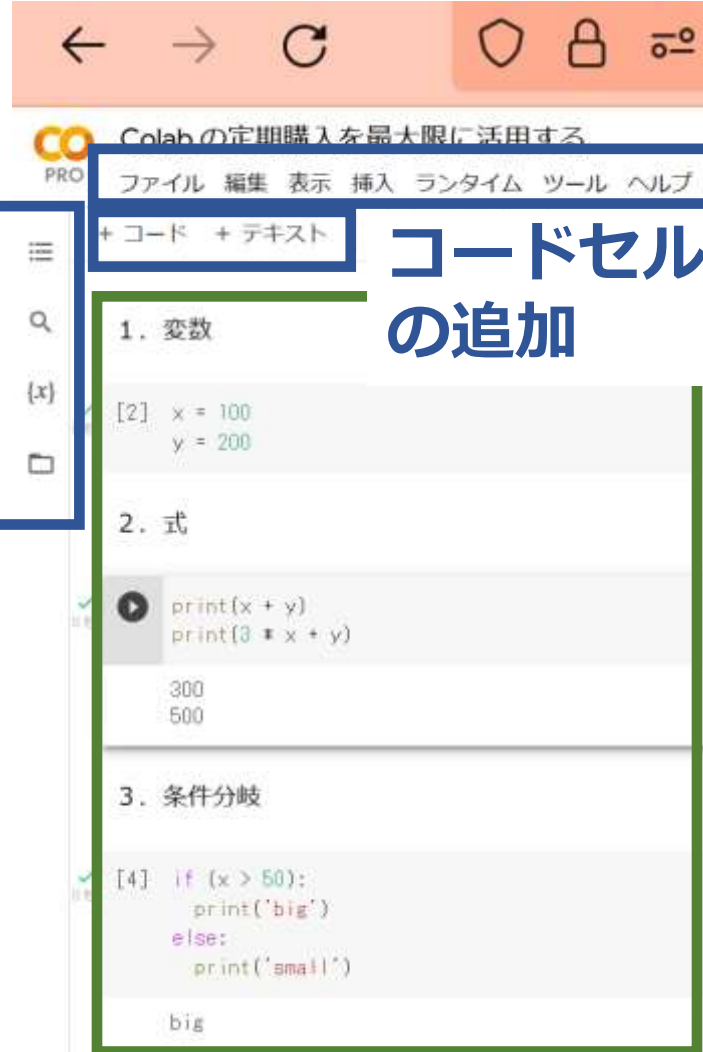 CO
PRO
Colab の定期購入を最大限に活用する
ファイル 編集 表示 挿入 ランタイム ツール ヘルプ
+ コード + テキスト
コードセル
の追加
{x}
1. 変数
[2] x = 100
y = 200
2. 式
print(x + y)
print(3 * x + y)
300
500
3. 条件分岐
[4] if (x > 50):
print('big')
else:
print('small')
big